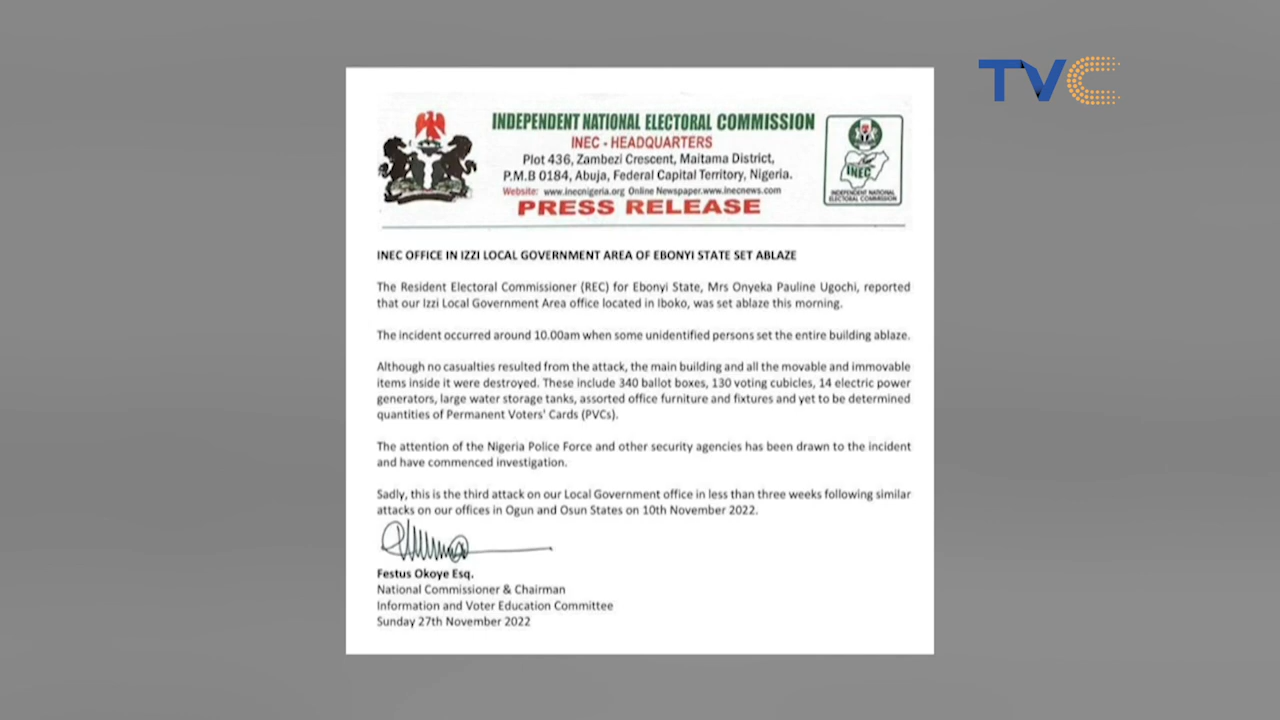 TVC
INDEPENDENT NATIONAL ELECTORAL COMMISSION
INEC - HEADQUARTERS
Plot 436, Zambezi Crescent, Maitama District,
P.M.B 0184, Abuja, Federal Capital Territory, Nigeria.
Website: www.inecnigeria.org Online Newspaper.www.inecnews.com
PRESS RELEASE
INEC
INDEPENDENT NATIONAL
ELECTORAL COMMISSION
INEC OFFICE IN IZZI LOCAL GOVERNMENT AREA OF EBONYI STATE SET ABLAZE
The Resident Electoral Commissioner (REC) for Ebonyi State, Mrs Onyeka Pauline Ugochi, reported
that our Izzi Local Government Area office located in Iboko, was set ablaze this morning.
The incident occurred around 10.00am when some unidentified persons set the entire building ablaze.
Although no casualties resulted from the attack, the main building and all the movable and immovable
items inside it were destroyed. These include 340 ballot boxes, 130 voting cubicles, 14 electric power
generators, large water storage tanks, assorted office furniture and fixtures and yet to be determined
quantities of Permanent Voters' Cards (PVCs).
The attention of the Nigeria Police Force and other security agencies has been drawn to the incident
and have commenced investigation.
Sadly, this is the third attack on our Local Government office in less than three weeks following similar
attacks on our offices in Ogun and Osun States on 10th November 2022.
Festus Okoye Esq.
National Commissioner & Chairman
Information and Voter Education Committee
Sunday 27th November 2022